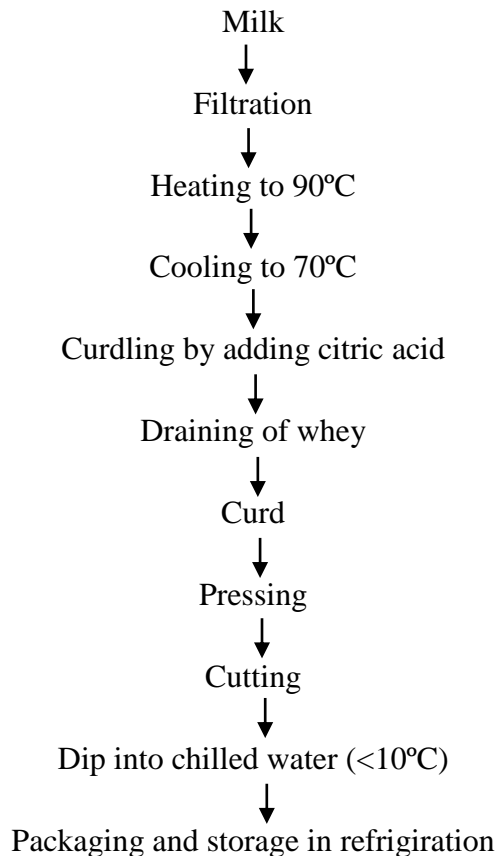 Milk
Filtration
Heating to 90ºC
Cooling to 70ºC
Curdling by adding citric acid
Draining of whey
Curd
Pressing
Cutting
Dip into chilled water (<10ºC)
Packaging and storage in refrigiration